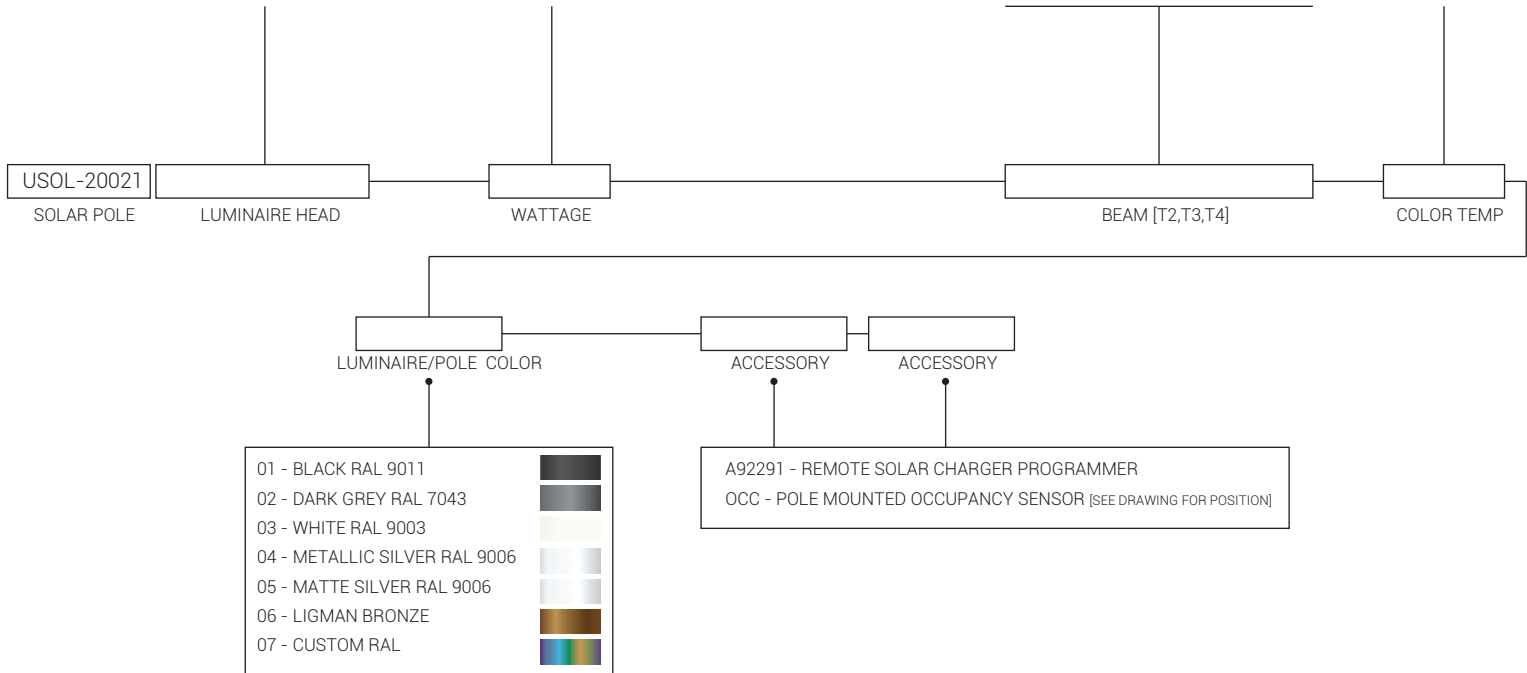 USOL-20021
SOLAR POLE
LUMINAIRE HEAD
WATTAGE
BEAM [T2,T3,T4]
COLOR TEMP
LUMINAIRE/POLE COLOR
ACCESSORY
ACCESSORY
01 - BLACK RAL 9011
02 - DARK GREY RAL 7043
03 - WHITE RAL 9003
04 - METALLIC SILVER RAL 9006
05 - MATTE SILVER RAL 9006
06 - LIGMAN BRONZE
07 - CUSTOM RAL
A92291 - REMOTE SOLAR CHARGER PROGRAMMER
OCC - POLE MOUNTED OCCUPANCY SENSOR [SEE DRAWING FOR POSITION]